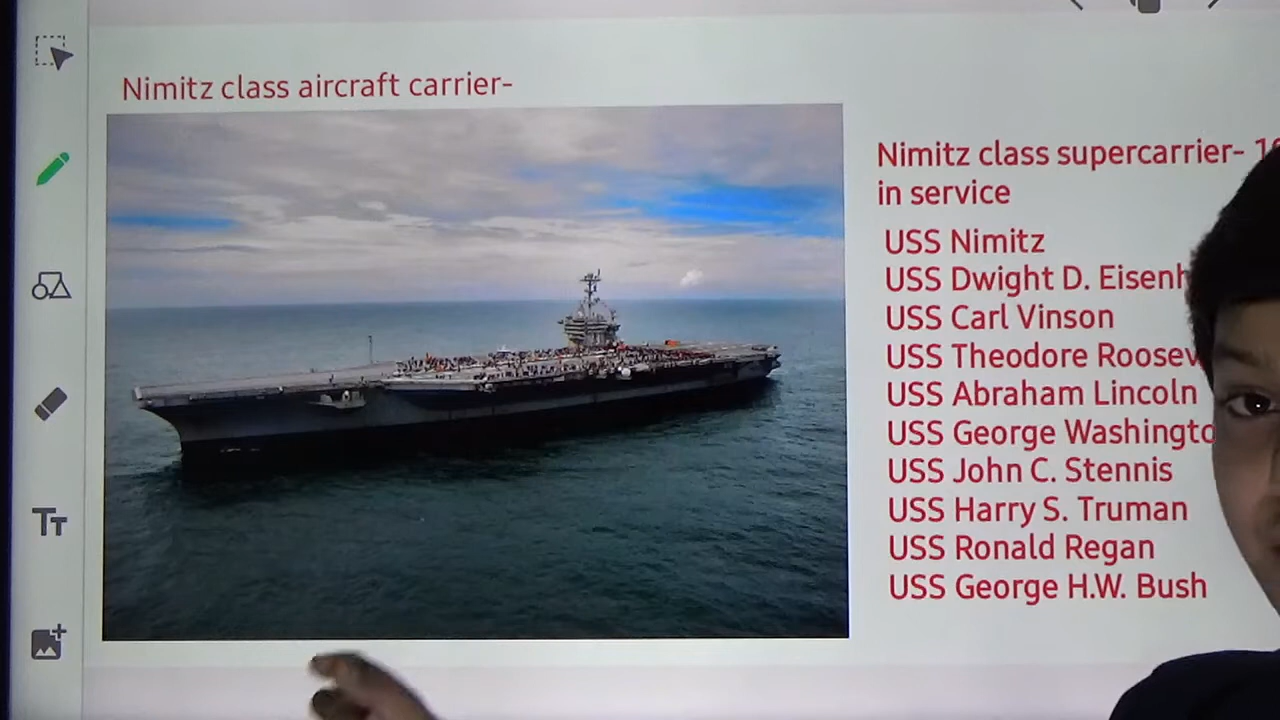 Nimitz class aircraft carrier-
Nimitz class supercarrier-
in service
USS Nimitz
USS Dwight D.
USS Carl Vinson
USS Theodore
USS Abraham Lincoln
USS George
USS John C. Stennis
USS Harry S. Truman
USS Ronald Regan
USS George H.W. Bush
TT